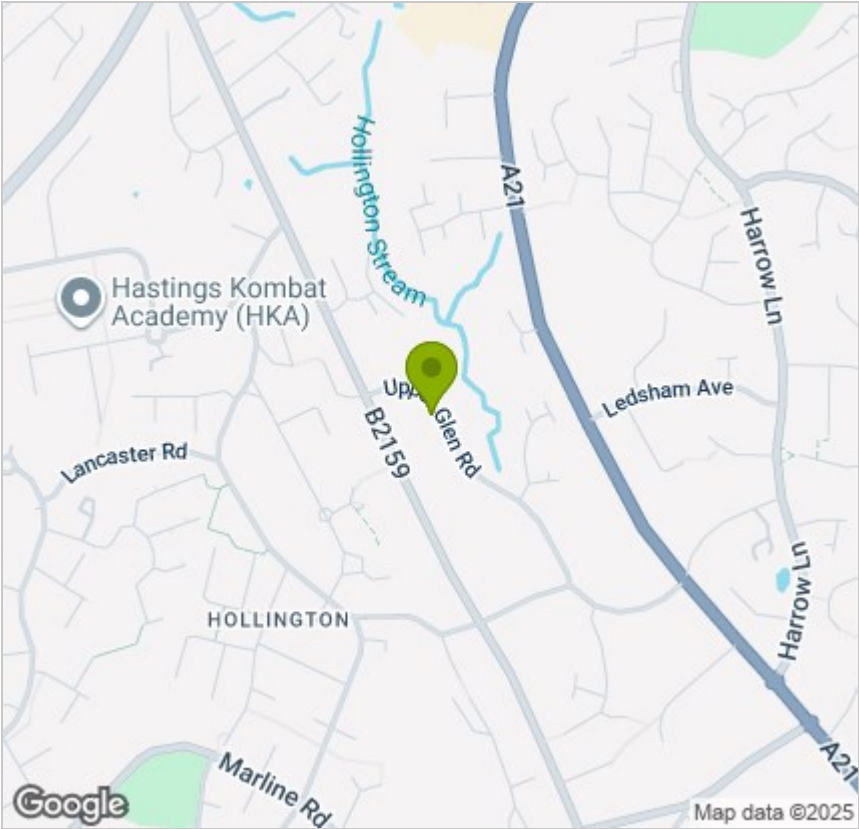 Hollington Stream
A21
Harrow Ln
Hastings Kombat
Academy (HKA)
Glen Rd
B2159
Ledsham Ave
Lancaster Rd
Harrow Ln
HOLLINGTON
Marline Rd
A21
Google
Map data ©2025